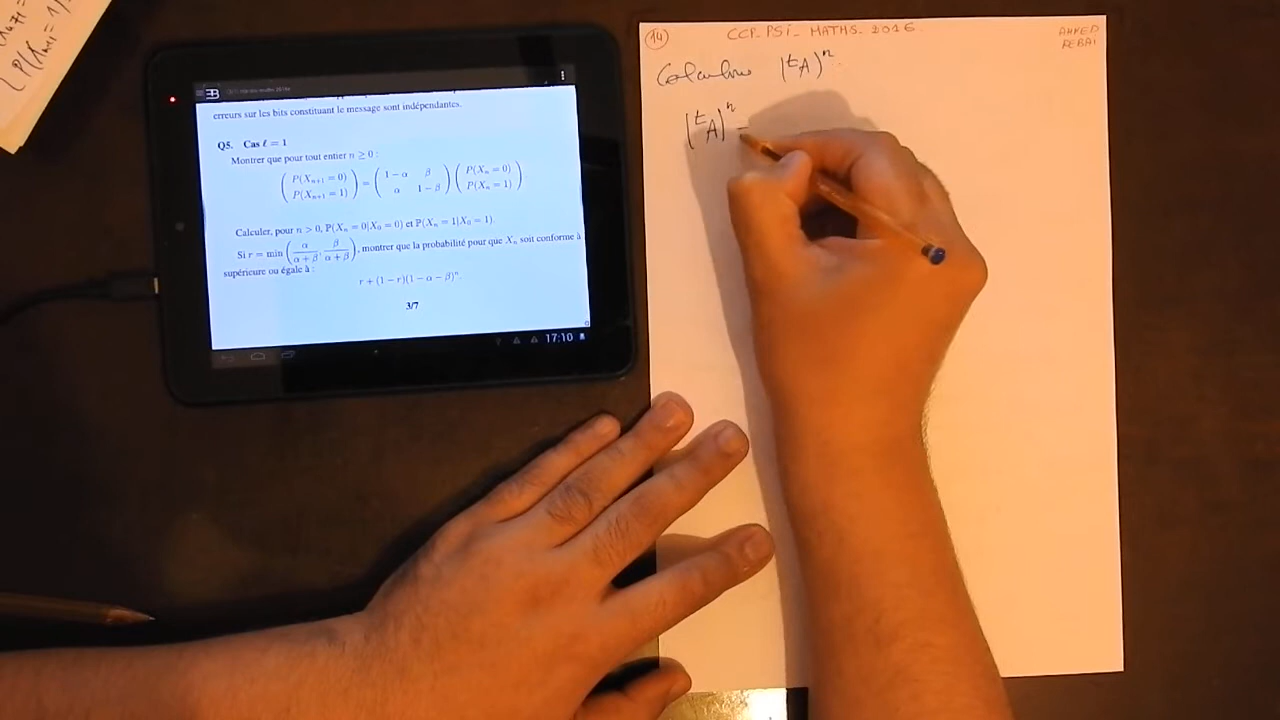 erreurs sur les bits constituant le message sont indépendantes.
Q5. Cas ℓ = 1
Montrer que pour tout entier n ≥ 0 :
( P(Xₙ₊₁ = 0) ) = ( 1 − α β ) ( P(Xₙ = 0) )
( P(Xₙ₊₁ = 1) ) ( α 1 − β ) ( P(Xₙ = 1) )
Calculer, pour n > 0, P(Xₙ = 0|X₀ = 0) et P(Xₙ = 1|X₀ = 1).
Si r = min ( α/(α + β), β/(α + β) ), montrer que la probabilité pour que Xₙ soit conforme à
supérieure ou égale à :
r + (1 − r)(1 − α − β)ⁿ.
3/7
17:10
14 CCP_PSI_ MATHS_ 2016 AHMED
REBAI
Calculons (ᵗA)ⁿ
(ᵗA)ⁿ =